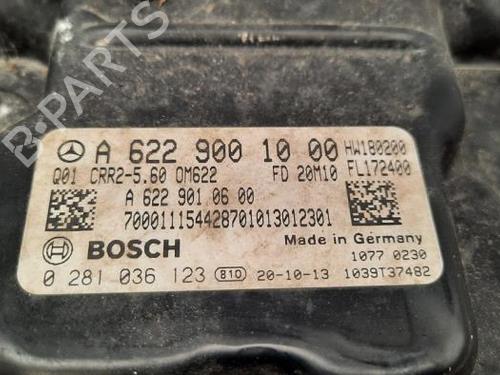 A 622 900 10 00 HW180200
Q01 CRR2-5.60 OM622 FD 20M10 FL172400
A 622 901 06 00
700011154428701013012301
BOSCH Made in Germany
1077 0230
0 281 036 123 810 20-10-13 1039T37482
B-Parts